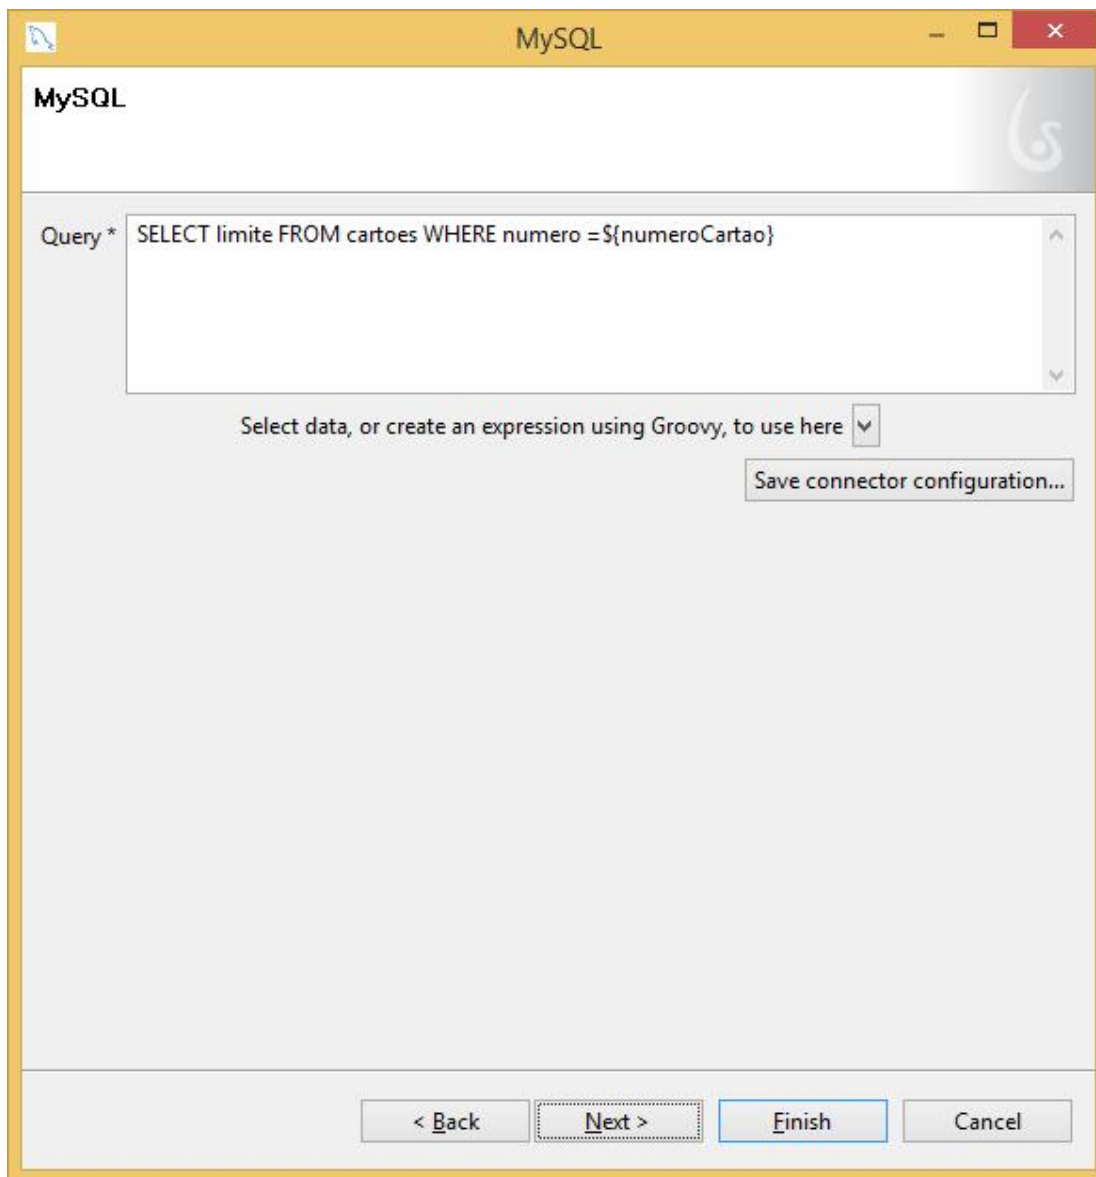 MySQL
MySQL
Query *
SELECT limite FROM cartoes WHERE numero =${numeroCartao}
Select data, or create an expression using Groovy, to use here
Save connector configuration...
< Back
Next >
Finish
Cancel